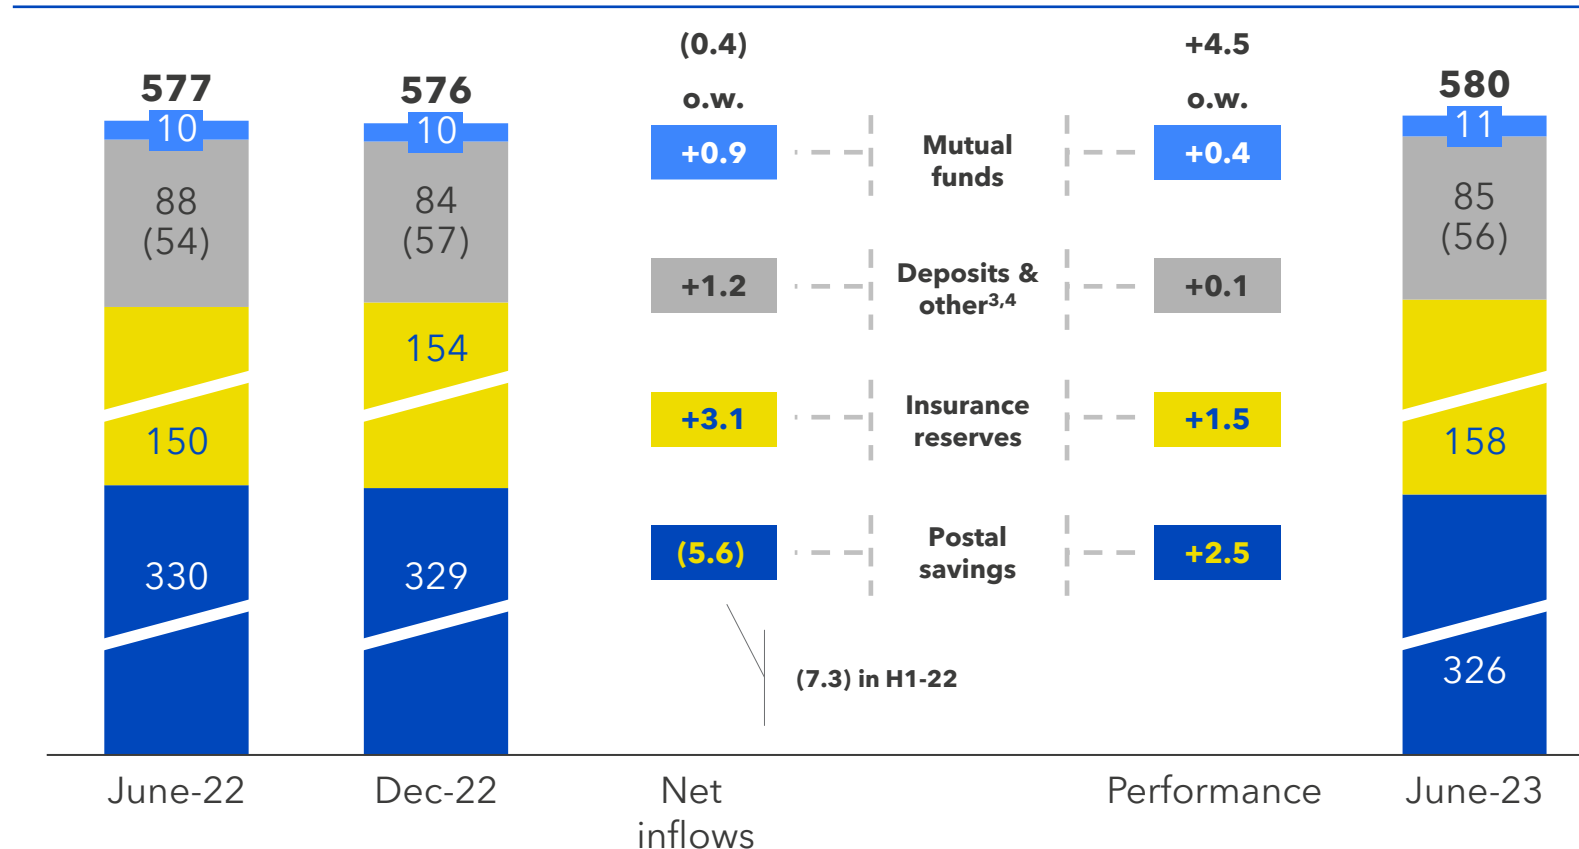 (0.4)
+4.5
577
576
o.w.
o.w.
580
10
10
+0.9
Mutual
funds
+0.4
11
88
(54)
84
(57)
85
(56)
+1.2
Deposits &
other3,4
+0.1
154
+3.1
Insurance
reserves
+1.5
150
158
330
329
(5.6)
Postal
savings
+2.5
(7.3) in H1-22
326
June-22
Dec-22
Net
inflows
Performance
June-23